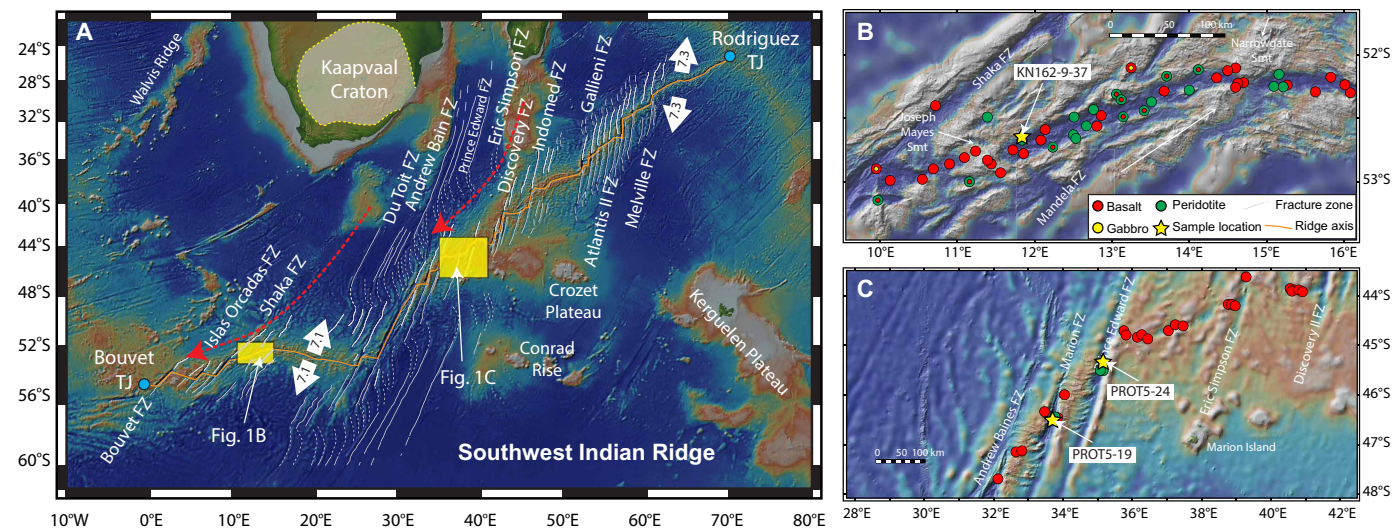 A
24°S
28°S
32°S
36°S
40°S
44°S
48°S
52°S
56°S
60°S
10°W
0°E
10°E
20°E
30°E
40°E
50°E
60°E
70°E
80°E
Walvis Ridge
Kaapvaal
Craton
Du Toit FZ
Andrew Bain FZ
Prince Edward FZ
Eric Simpson FZ
Discovery FZ
Indomed FZ
Gallieni FZ
7.3
7.3
Rodriguez
TJ
Atlantis II FZ
Melville FZ
Islas Orcadas FZ
Shaka FZ
Bouvet
TJ
Bouvet FZ
7.1
7.1
Fig. 1B
Fig. 1C
Crozet
Plateau
Conrad
Rise
Kerguelen Plateau
Southwest Indian Ridge
B
0 50 100 km
Shaka FZ
KN162-9-37
Narrowgate
Smt
Joseph
Mayes
Smt
Mandela FZ
Basalt
Peridotite
Fracture zone
Gabbro
Sample location
Ridge axis
52°S
53°S
10°E
11°E
12°E
13°E
14°E
15°E
16°E
C
Andrew Baines FZ
Marion FZ
ce Edward FZ
Eric Simpson FZ
Discovery II FZ
PROT5-24
PROT5-19
Marion Island
0 50 100 km
44°S
45°S
46°S
47°S
48°S
28°E
30°E
32°E
34°E
36°E
38°E
40°E
42°E